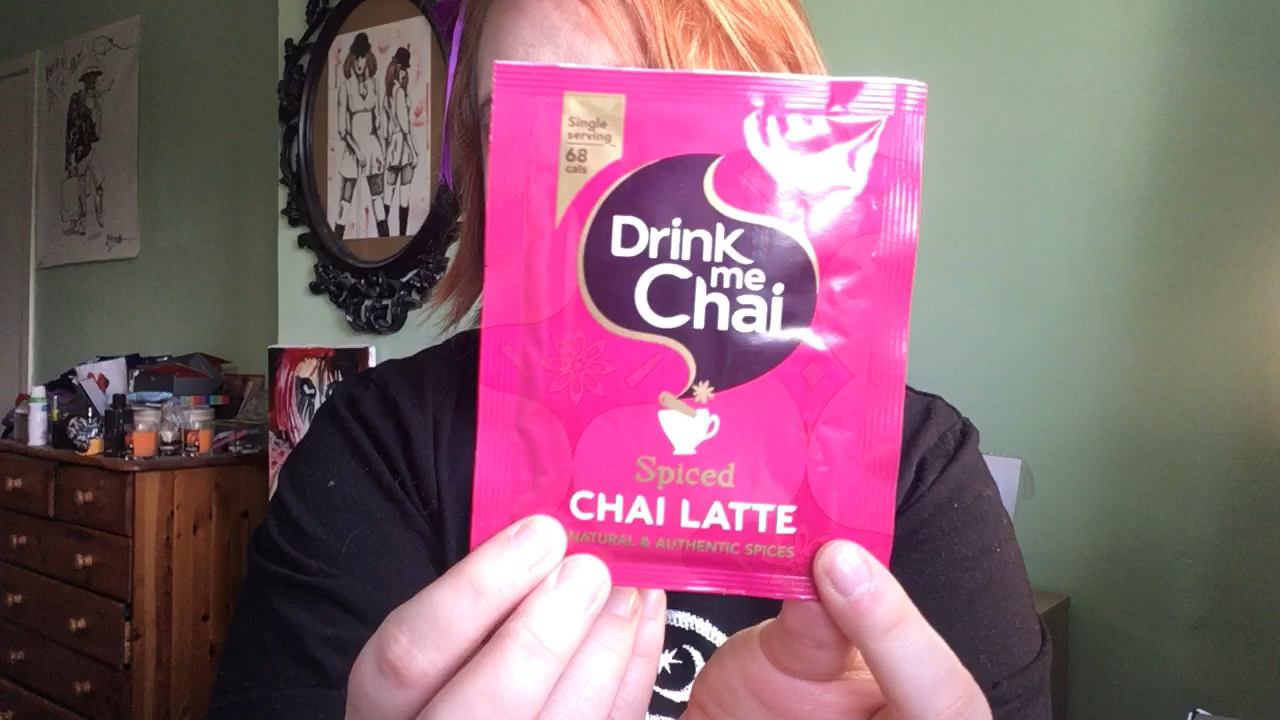 Single
serving
68
cals
Drink
me
Chai
Spiced
CHAI LATTE
NATURAL & AUTHENTIC SPICES